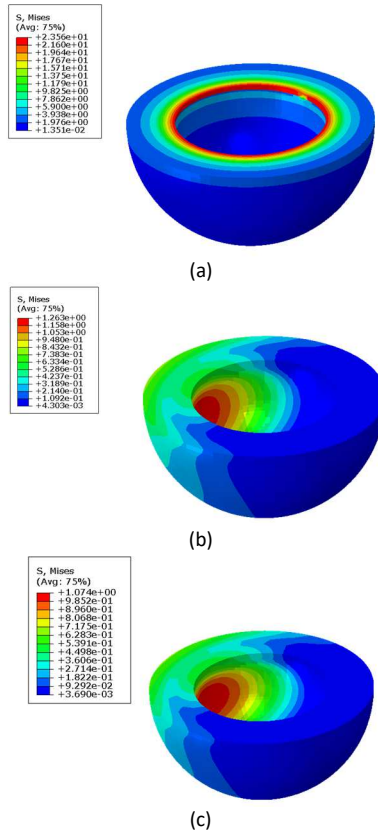 S, Mises
(Avg: 75%)
+2.356e+01
+2.160e+01
+1.964e+01
+1.767e+01
+1.571e+01
+1.375e+01
+1.179e+01
+9.825e+00
+7.862e+00
+5.900e+00
+3.938e+00
+1.976e+00
+1.351e-02
(a)
S, Mises
(Avg: 75%)
+1.263e+00
+1.158e+00
+1.053e+00
+9.480e-01
+8.432e-01
+7.383e-01
+6.334e-01
+5.286e-01
+4.237e-01
+3.189e-01
+2.140e-01
+1.092e-01
+4.303e-03
(b)
S, Mises
(Avg: 75%)
+1.074e+00
+9.852e-01
+8.960e-01
+8.068e-01
+7.175e-01
+6.283e-01
+5.391e-01
+4.498e-01
+3.606e-01
+2.714e-01
+1.822e-01
+9.292e-02
+3.690e-03
(c)